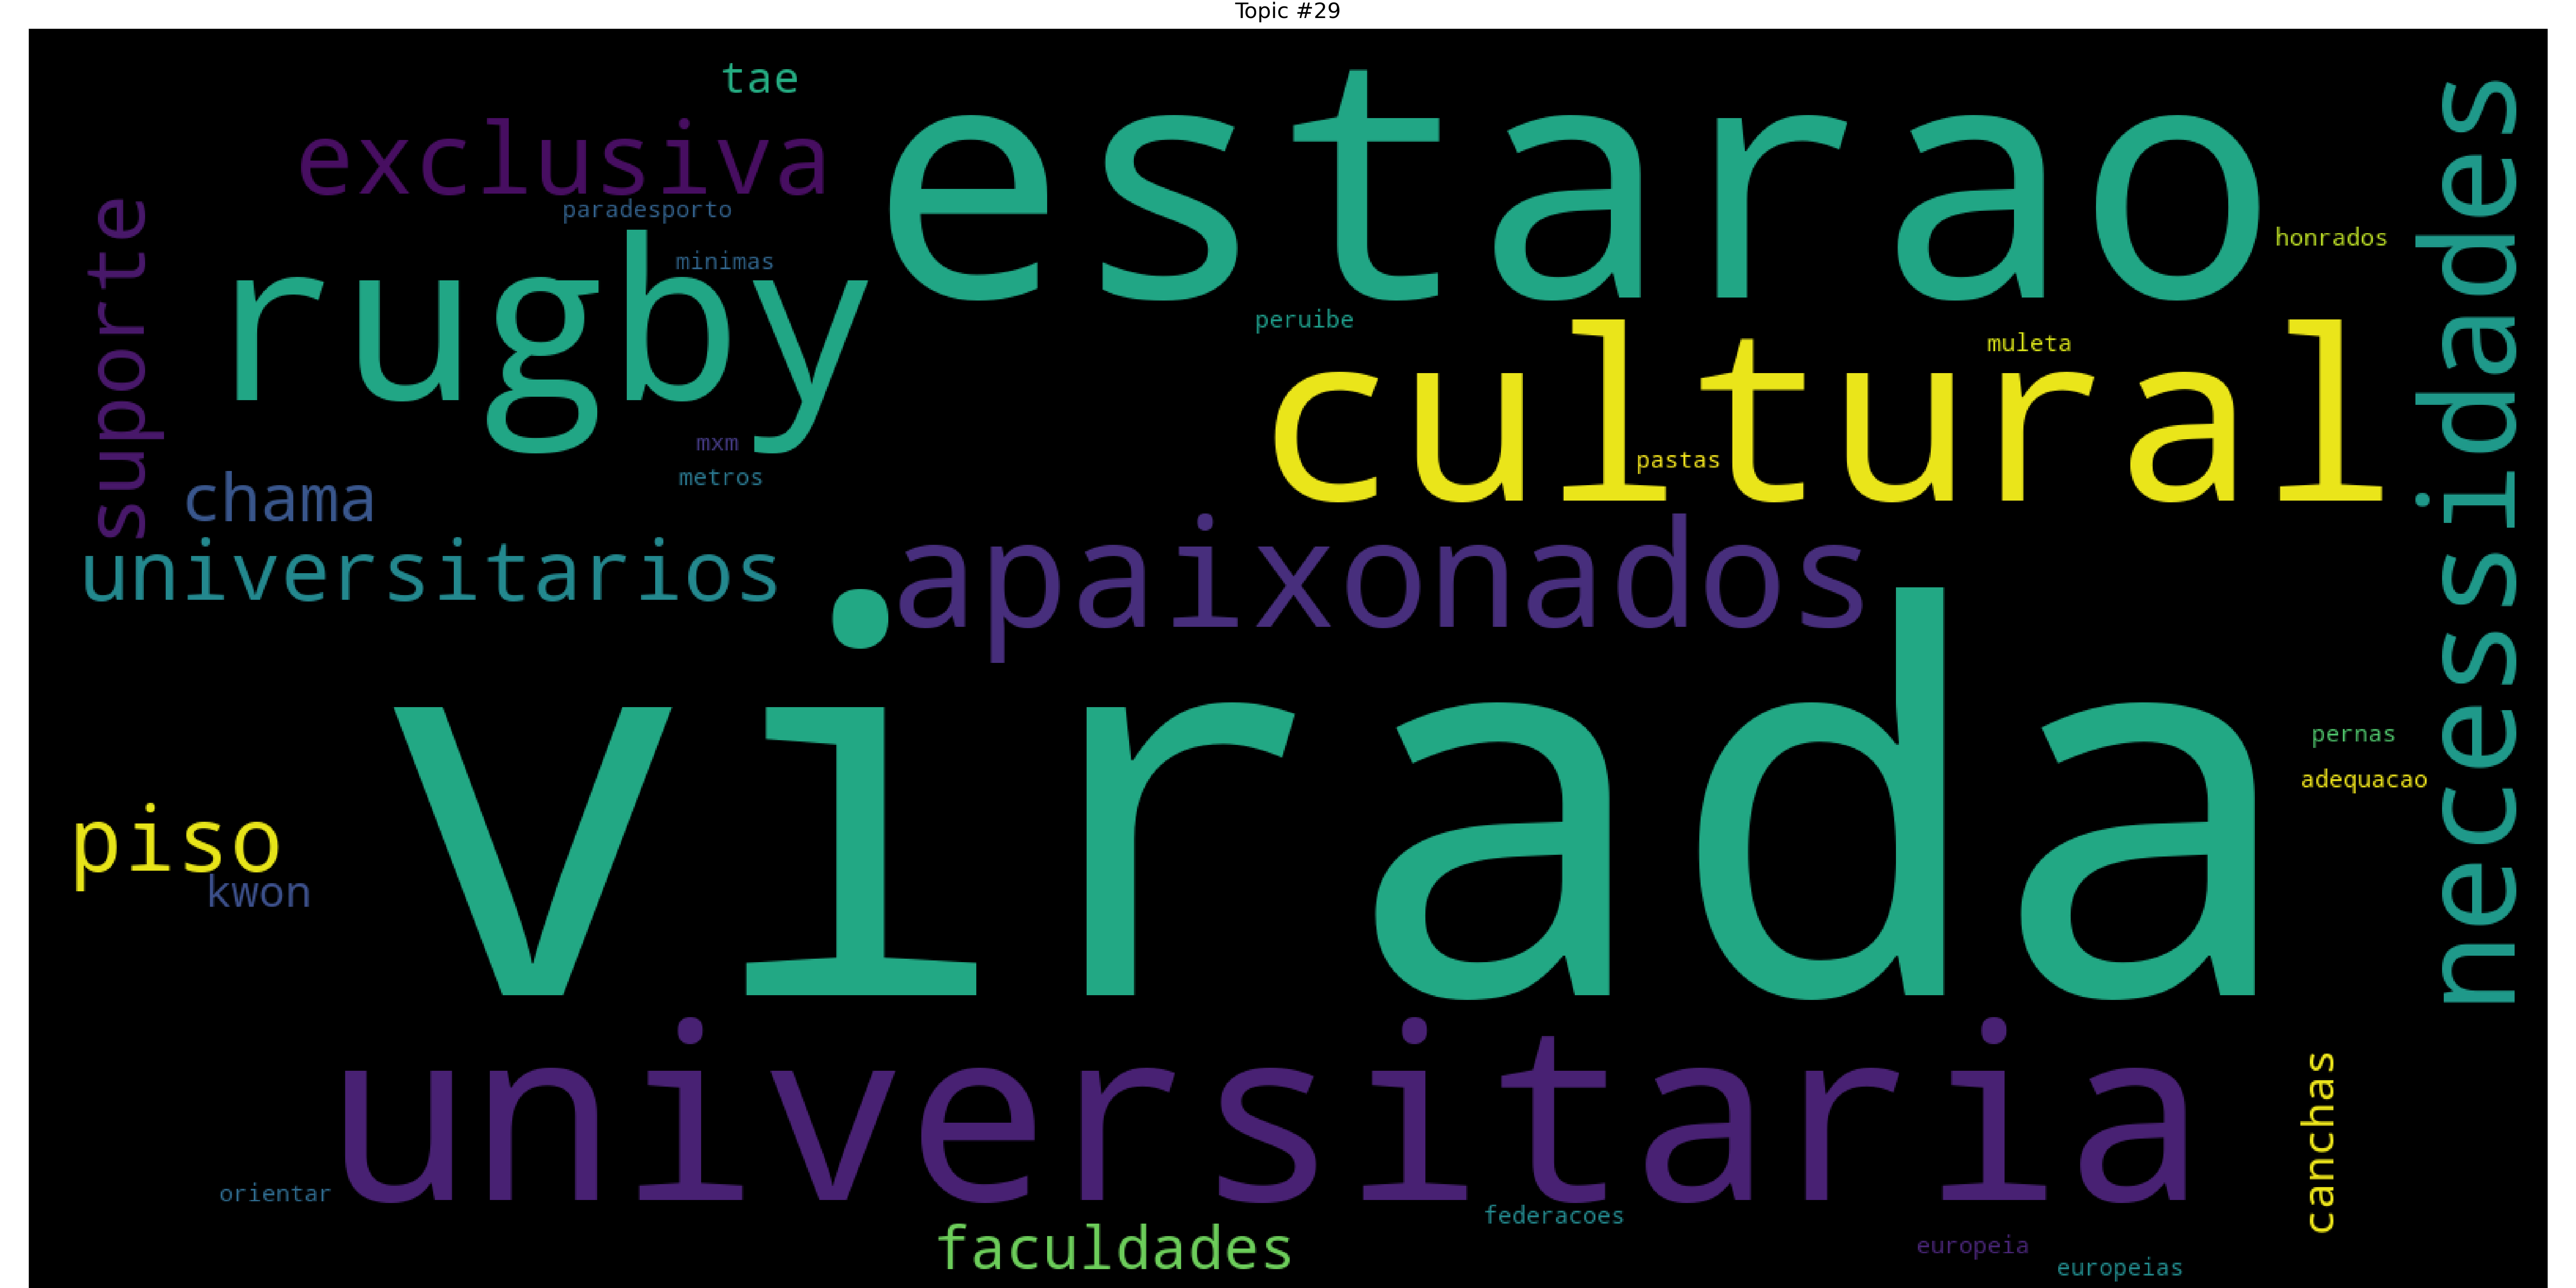 Topic #29
tae
estarao
exclusiva
necessidades
suporte
paradesporto
rugby
honrados
minimas
peruibe
muleta
cultural
mxm
pastas
metros
chama
apaixonados
universitarios
virada
pernas
adequacao
piso
kwon
universitaria
canchas
orientar
federacoes
faculdades
europeia
europeias